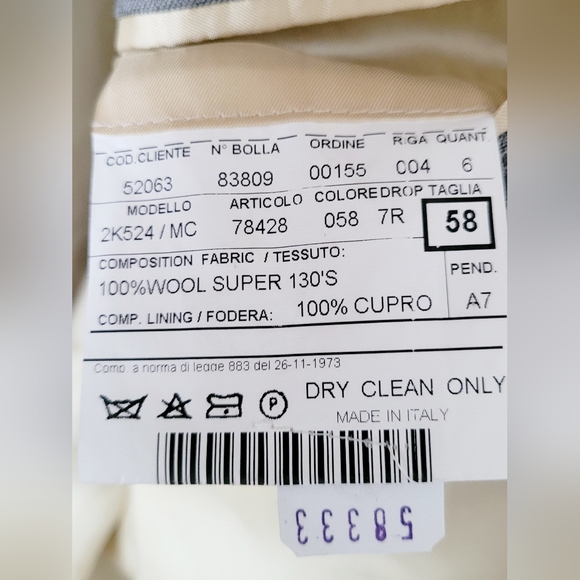 COD.CLIENTE N° BOLLA ORDINE RIGA QUANT.
52063 83809 00155 004 6
MODELLO ARTICOLO COLORE DROP TAGLIA
2K524 / MC 78428 058 7R 58
COMPOSITION FABRIC / TESSUTO:
100%WOOL SUPER 130'S
PEND.
COMP. LINING / FODERA: 100% CUPRO A7
Comp. a norma di legge 883 del 26-11-1973
P DRY CLEAN ONLY
MADE IN ITALY
58333